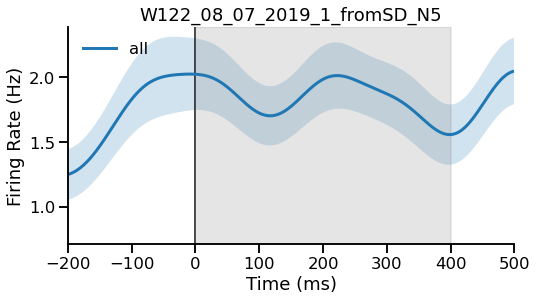 W122_08_07_2019_1_fromSD_N5
all
Firing Rate (Hz)
2.0
1.5
1.0
−200 −100 0 100 200 300 400 500
Time (ms)